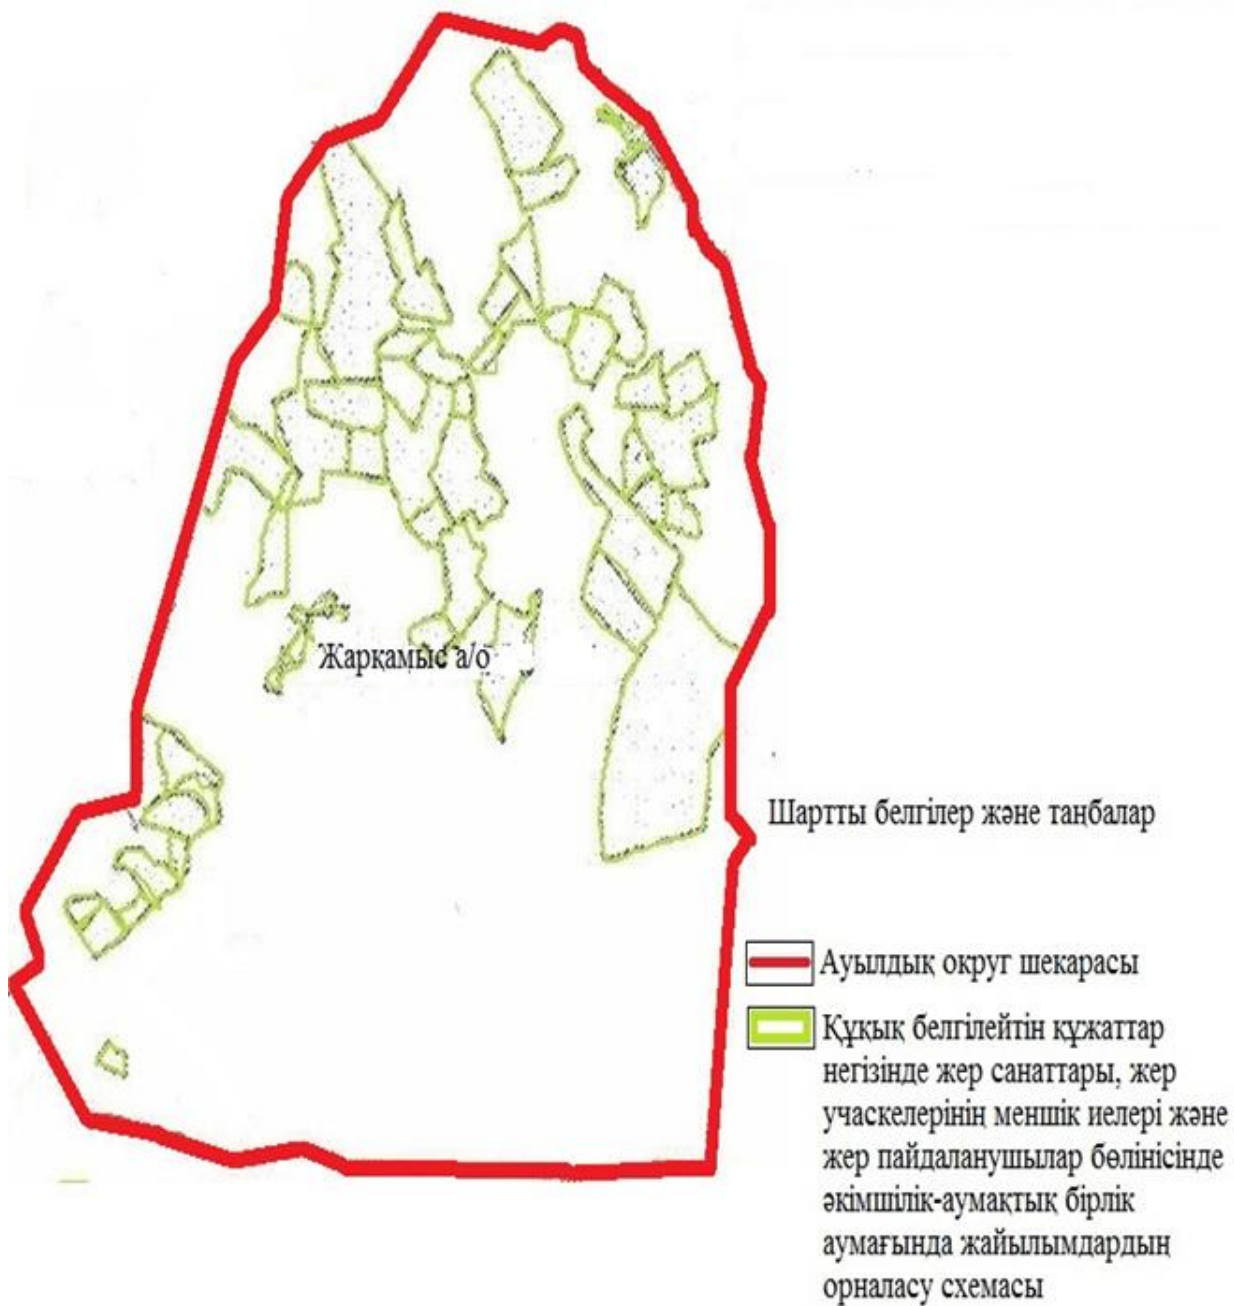 Жарқамыс а/о
Шартты белгілер және таңбалар
Ауылдық округ шекарасы
Құқық белгілейтін құжаттар
негізінде жер санаттары, жер
учаскелерінің меншік иелері және
жер пайдаланушылар бөлінісінде
әкімшілік-аумақтық бірлік
аумағында жайылымдардың
орналасу схемасы